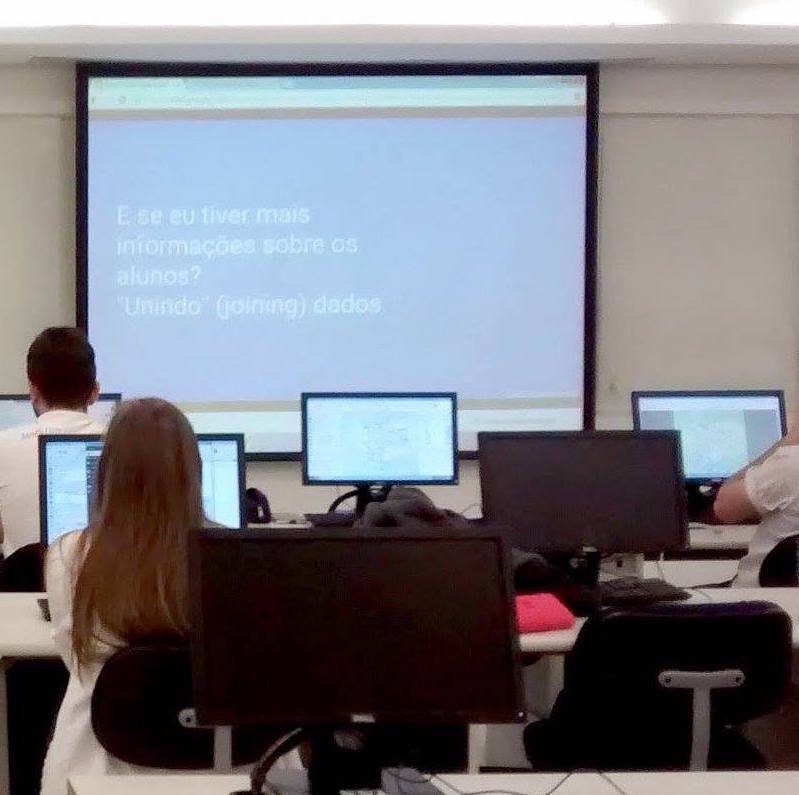 E se eu tiver mais
informações sobre os
alunos?
"Unindo" (joining) dados